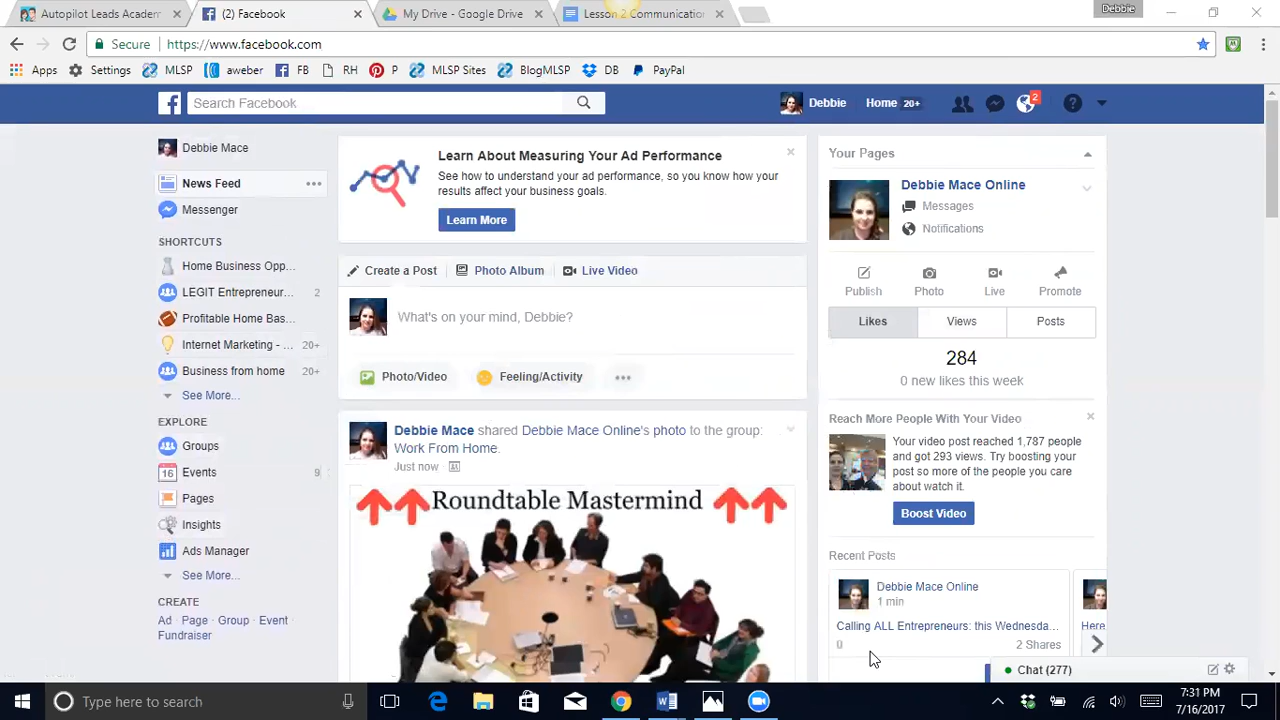 Autopilot Leads Academ
(2) Facebook
My Drive - Google Drive
Lesson 2 Communication
Debbie
Secure
https://www.facebook.com
Apps
Settings
MLSP
aweber
FB
RH
P
MLSP Sites
BlogMLSP
DB
PayPal
Search Facebook
Debbie
Home 20+
2
Debbie Mace
News Feed
Messenger
SHORTCUTS
Home Business Opp...
LEGIT Entrepreneur... 2
Profitable Home Bas...
Internet Marketing - ... 20+
Business from home 20+
See More...
EXPLORE
Groups
16 Events 9
Pages
Insights
Ads Manager
See More...
CREATE
Ad · Page · Group · Event ·
Fundraiser
Learn About Measuring Your Ad Performance
See how to understand your ad performance, so you know how your
results affect your business goals.
Learn More
Create a Post
Photo Album
Live Video
What's on your mind, Debbie?
Photo/Video
Feeling/Activity
Debbie Mace shared Debbie Mace Online's photo to the group:
Work From Home.
Just now
Roundtable Mastermind
Your Pages
Debbie Mace Online
Messages
Notifications
Publish
Photo
Live
Promote
Likes
Views
Posts
284
0 new likes this week
Reach More People With Your Video
Your video post reached 1,787 people
and got 293 views. Try boosting your
post so more of the people you care
about watch it.
Boost Video
Recent Posts
Debbie Mace Online
1 min
Calling ALL Entrepreneurs: this Wednesda...
0
2 Shares
Here
Chat (277)
Type here to search
7:31 PM
7/16/2017